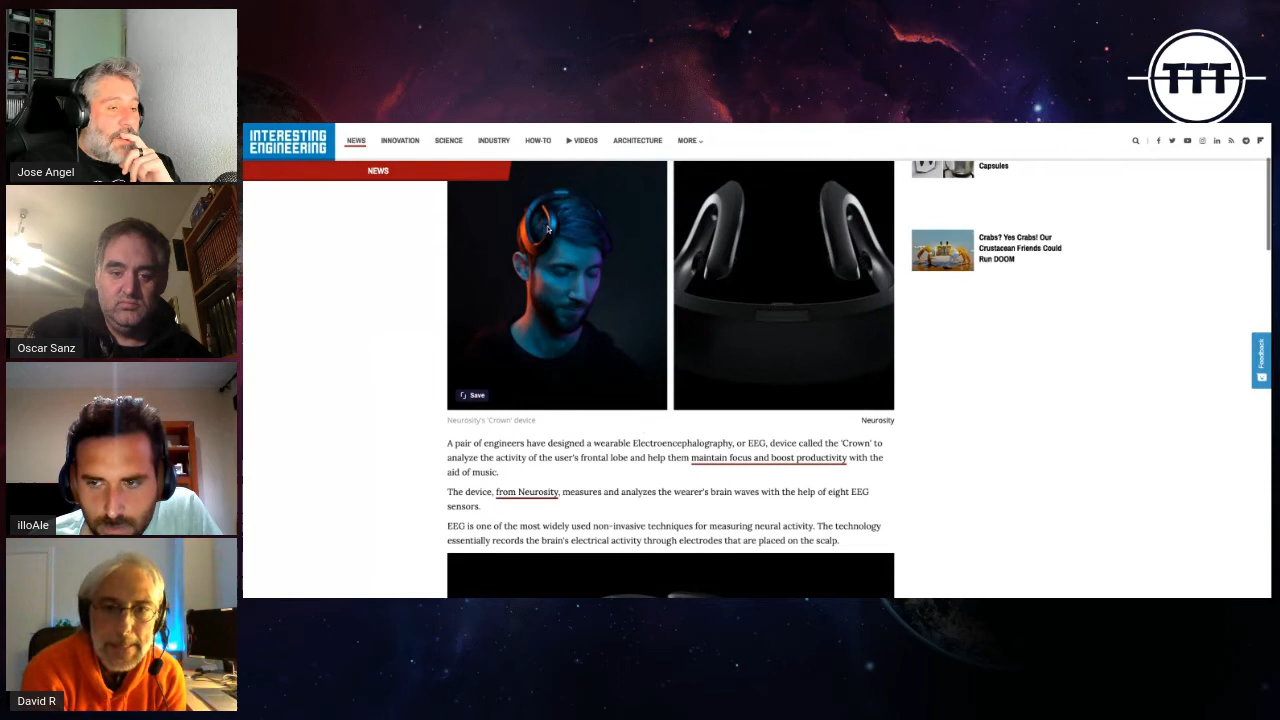 TTT
Jose Angel
Oscar Sanz
illoAle
David R
INTERESTING
ENGINEERING
NEWS INNOVATION SCIENCE INDUSTRY HOW-TO VIDEOS ARCHITECTURE MORE
NEWS
Save
Neurosity's 'Crown' device
Neurosity
A pair of engineers have designed a wearable Electroencephalography, or EEG, device called the 'Crown' to
analyze the activity of the user's frontal lobe and help them maintain focus and boost productivity with the
aid of music.
The device, from Neurosity, measures and analyzes the wearer's brain waves with the help of eight EEG
sensors.
EEG is one of the most widely used non-invasive techniques for measuring neural activity. The technology
essentially records the brain's electrical activity through electrodes that are placed on the scalp.
Capsules
Crabs? Yes Crabs! Our
Crustacean Friends Could
Run DOOM
Feedback